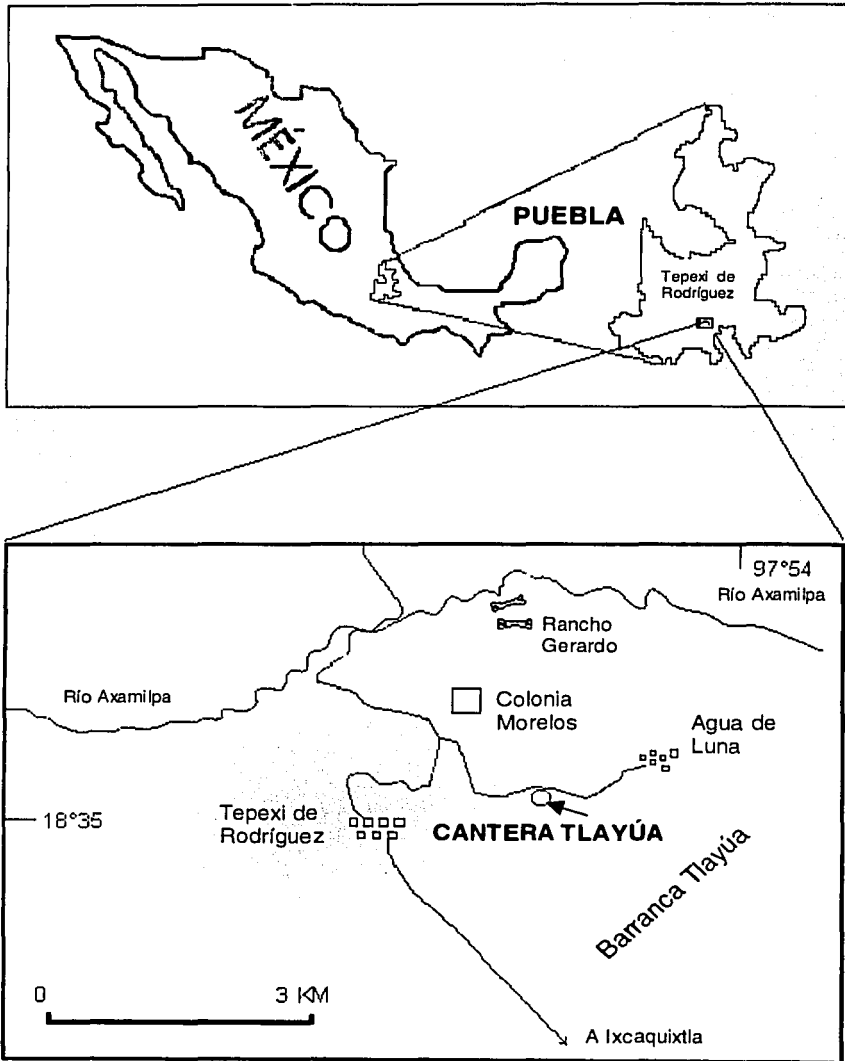 MÉXICO
PUEBLA
Tepexi de
Rodríguez
97°54
Río Axamilpa
Rancho
Gerardo
Río Axamilpa
Colonia
Morelos
Agua de
Luna
18°35
Tepexi de
Rodríguez
CANTERA TLAYÚA
Barranca Tlayúa
0 3 KM
A Ixcaquixtla